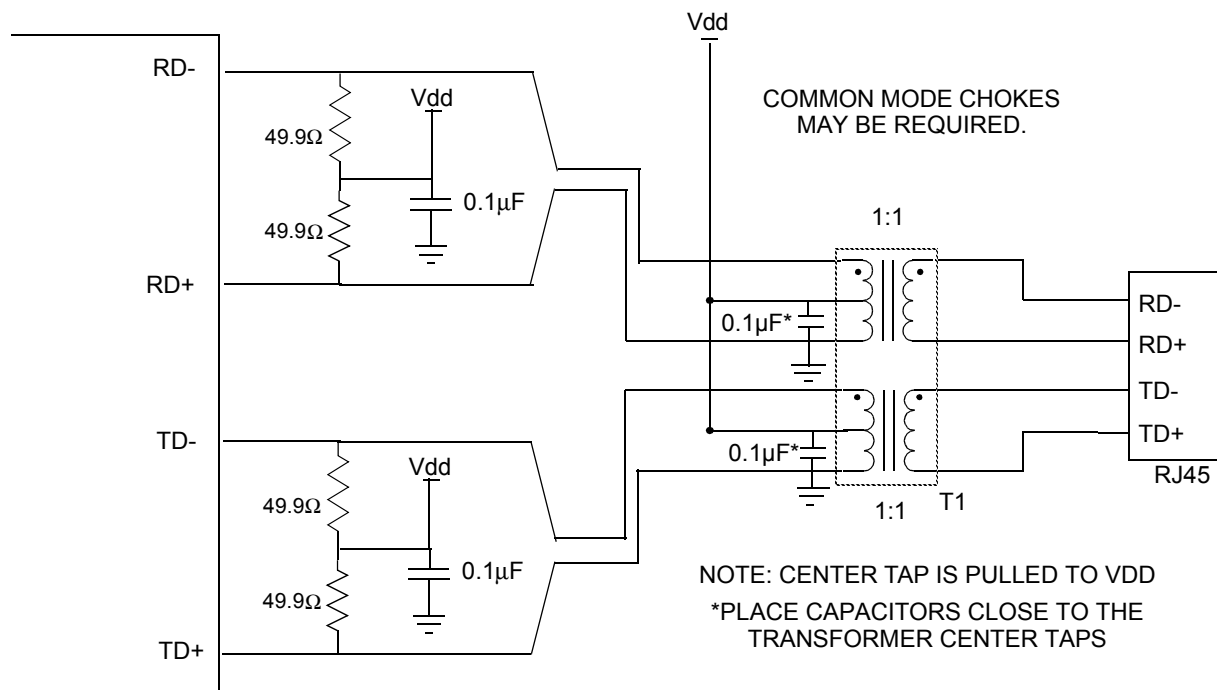 Vdd
RD-
Vdd
COMMON MODE CHOKES
MAY BE REQUIRED.
49.9Ω
0.1μF
49.9Ω
1:1
RD+
0.1µF*
RD-
RD+
TD-
TD+
RJ45
TD-
Vdd
0.1µF*
49.9Ω
0.1μF
1:1
T1
49.9Ω
NOTE: CENTER TAP IS PULLED TO VDD
*PLACE CAPACITORS CLOSE TO THE
TRANSFORMER CENTER TAPS
TD+